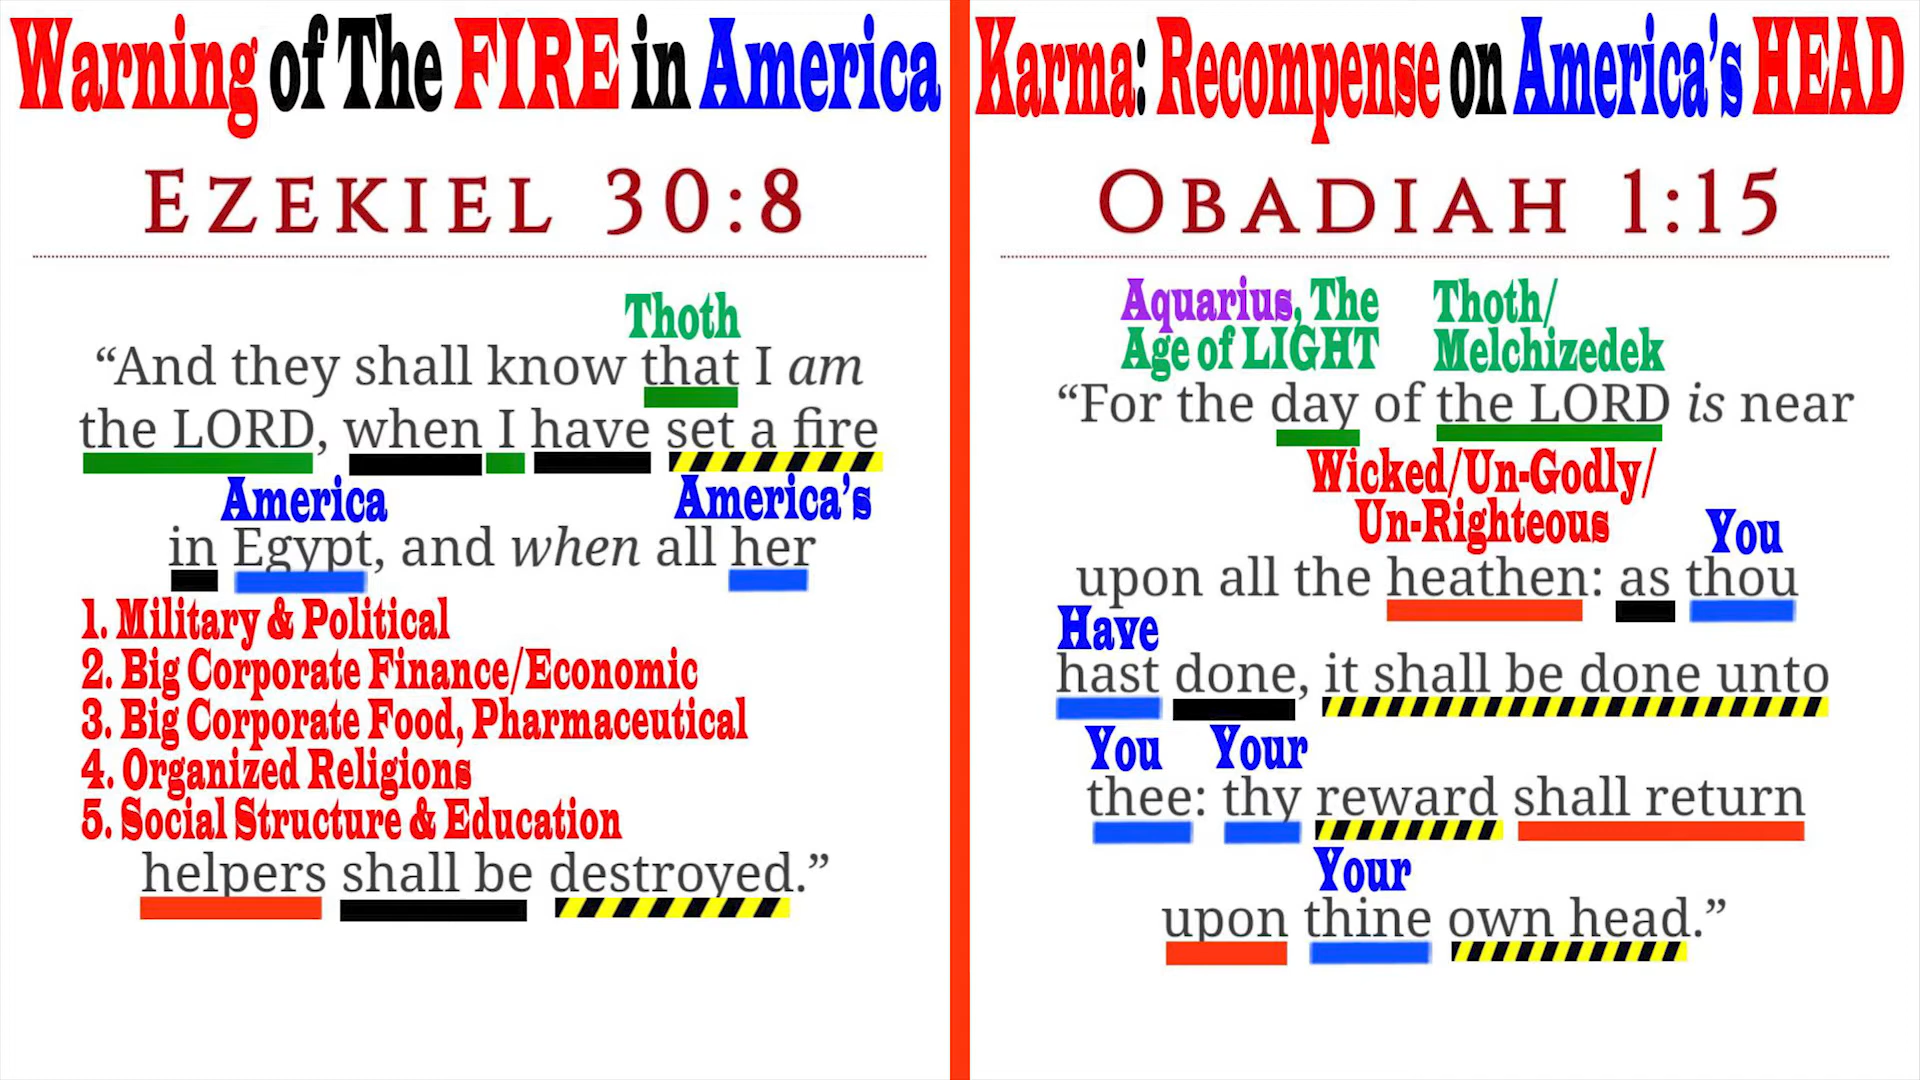 Warning of The FIRE in America
EZEKIEL 30:8
Thoth
“And they shall know that I am
the LORD, when I have set a fire
America America’s
in Egypt, and when all her
1. Military & Political
2. Big Corporate Finance/Economic
3. Big Corporate Food, Pharmaceutical
4. Organized Religions
5. Social Structure & Education
helpers shall be destroyed.”
Karma: Recompense on America’s HEAD
OBADIAH 1:15
Aquarius, The
Age of LIGHT
Thoth/
Melchizedek
“For the day of the LORD is near
Wicked/Un-Godly/
Un-Righteous
You
upon all the heathen: as thou
Have
hast done, it shall be done unto
You Your
thee: thy reward shall return
Your
upon thine own head.”